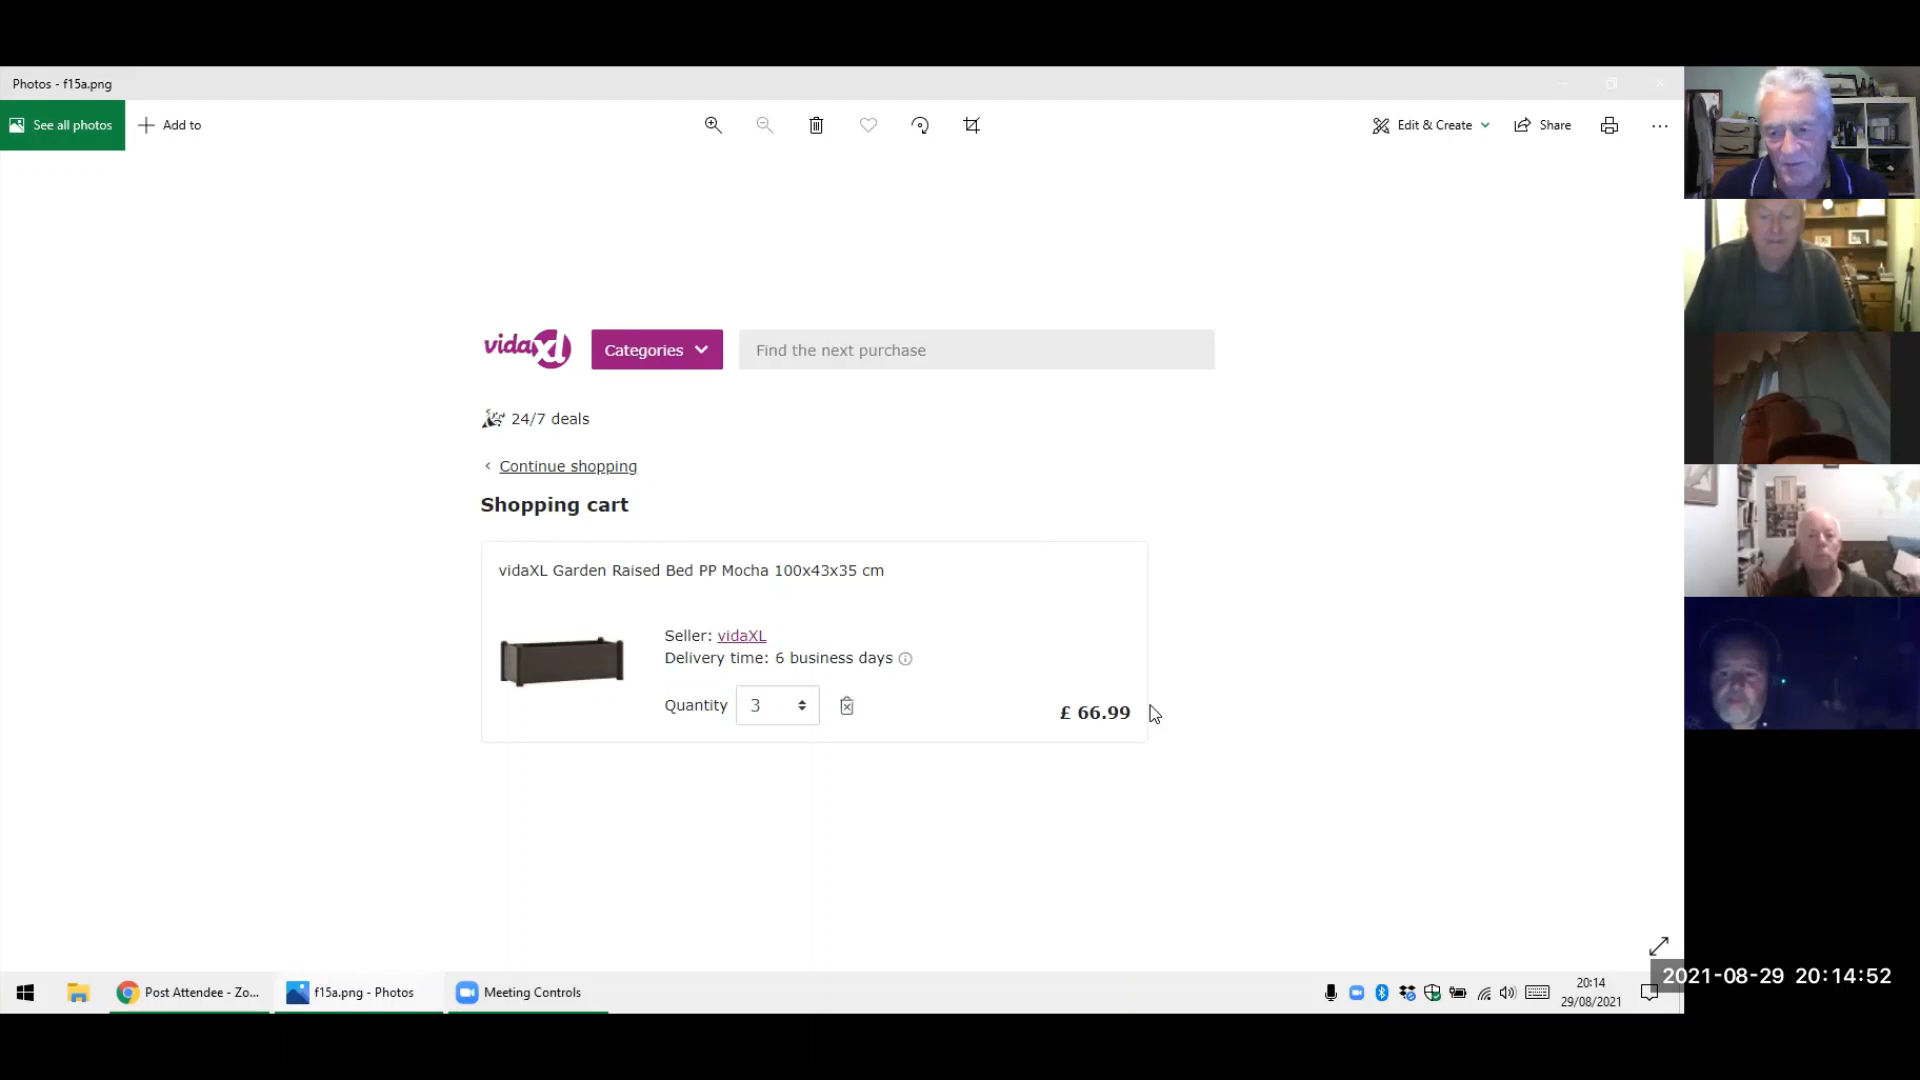 Photos - f15a.png
See all photos
Add to
Edit & Create
Share
vidaXL
Categories
Find the next purchase
24/7 deals
Continue shopping
Shopping cart
vidaXL Garden Raised Bed PP Mocha 100x43x35 cm
Seller: vidaXL
Delivery time: 6 business days
Quantity 3
£ 66.99
Post Attendee - Zo...
f15a.png - Photos
Meeting Controls
20:14
29/08/2021
2021-08-29 20:14:52